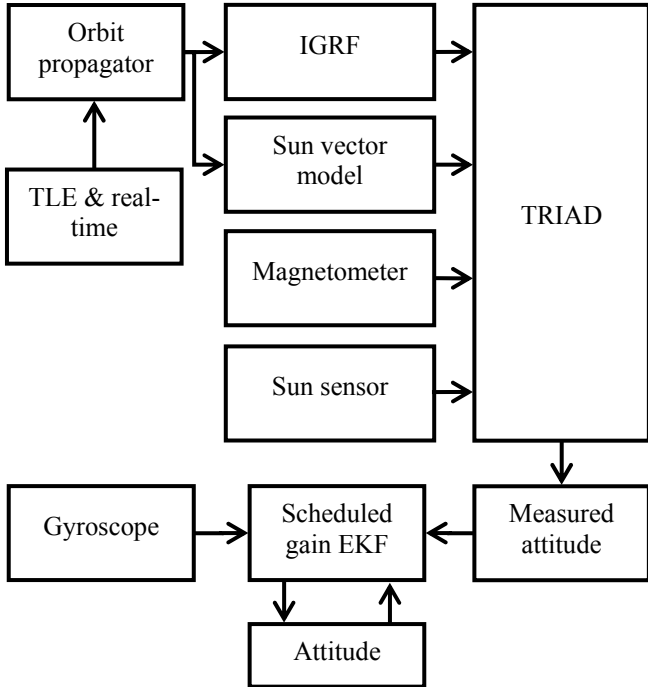 Orbit
propagator
IGRF
Sun vector
model
TRIAD
TLE & real-
time
Magnetometer
Sun sensor
Gyroscope
Scheduled
gain EKF
Measured
attitude
Attitude